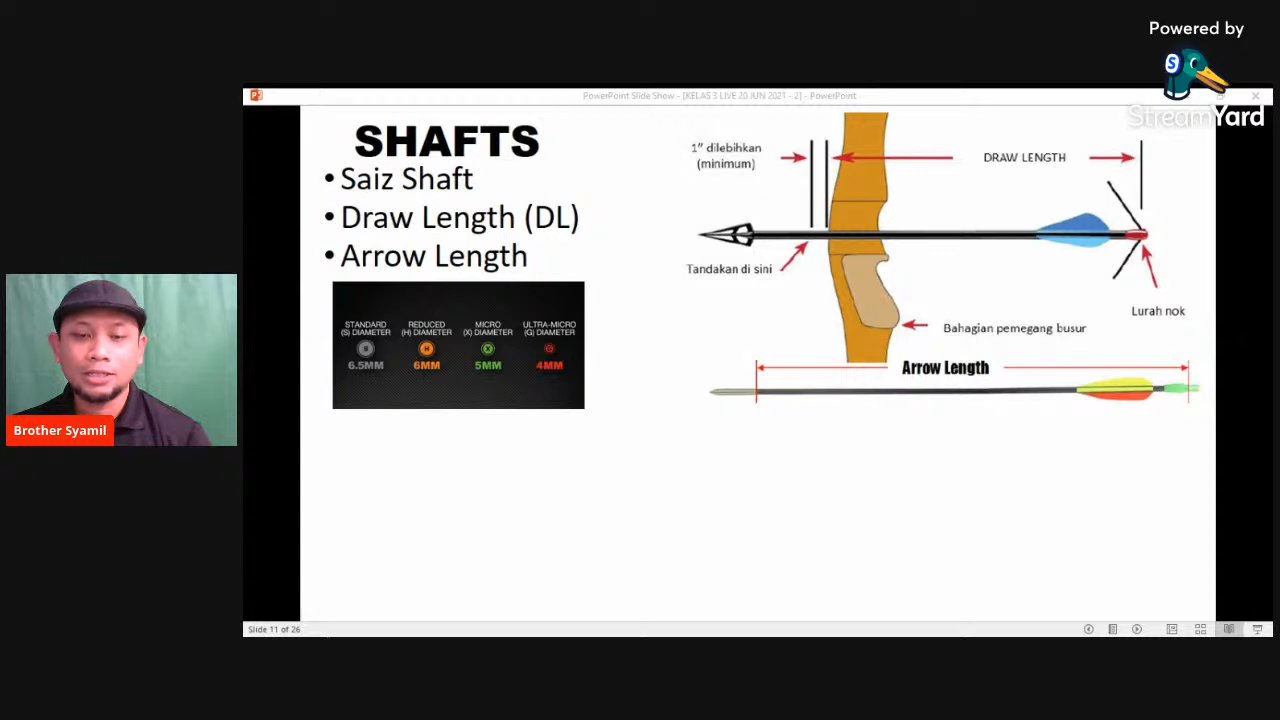 Powered by
StreamYard
PowerPoint Slide Show - [KELAS 3 LIVE 20 JUN 2021 - 2] - PowerPoint
SHAFTS
• Saiz Shaft
• Draw Length (DL)
• Arrow Length
STANDARD
(S) DIAMETER
S
6.5MM
REDUCED
(H) DIAMETER
H
6MM
MICRO
(X) DIAMETER
X
5MM
ULTRA-MICRO
(G) DIAMETER
G
4MM
1” dilebihkan
(minimum)
DRAW LENGTH
Tandakan di sini
Lurah nok
Bahagian pemegang busur
Arrow Length
Brother Syamil
Slide 11 of 26